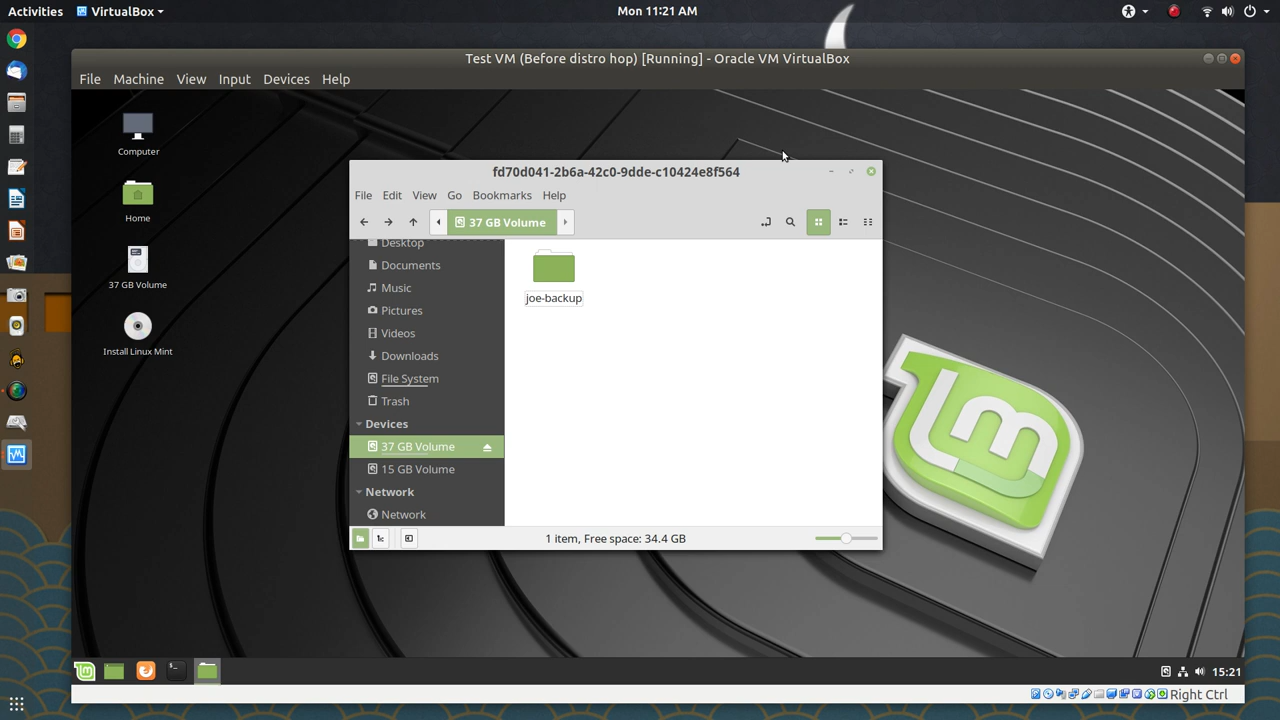 Activities
VirtualBox
Mon 11:21 AM
Test VM (Before distro hop) [Running] - Oracle VM VirtualBox
File Machine View Input Devices Help
Computer
Home
37 GB Volume
Install Linux Mint
fd70d041-2b6a-42c0-9dde-c10424e8f564
File Edit View Go Bookmarks Help
37 GB Volume
Desktop
Documents
Music
Pictures
Videos
Downloads
File System
Trash
Devices
37 GB Volume
15 GB Volume
Network
Network
joe-backup
1 item, Free space: 34.4 GB
15:21
Right Ctrl